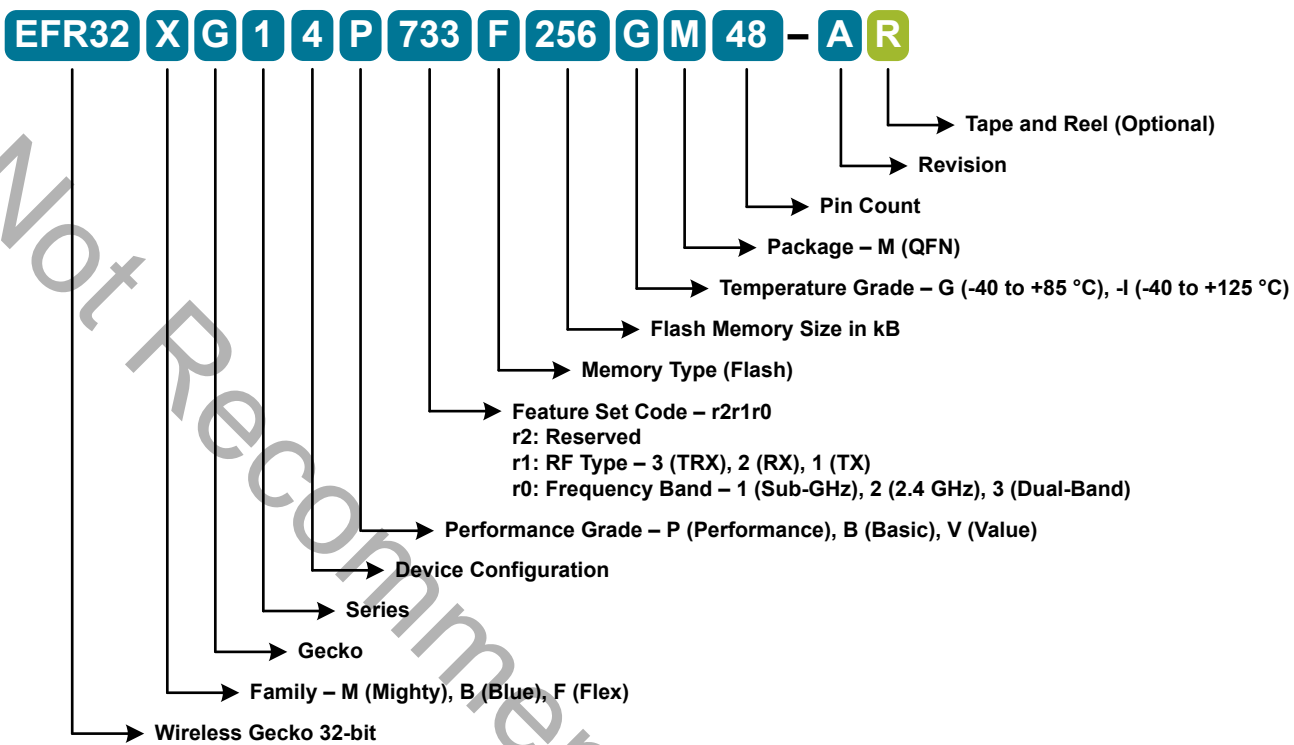 EFR32 X G 1 4 P 733 F 256 G M 48 – A R
Tape and Reel (Optional)
Revision
Pin Count
Package – M (QFN)
Temperature Grade – G (-40 to +85 °C), -I (-40 to +125 °C)
Flash Memory Size in kB
Memory Type (Flash)
Feature Set Code – r2r1r0
r2: Reserved
r1: RF Type – 3 (TRX), 2 (RX), 1 (TX)
r0: Frequency Band – 1 (Sub-GHz), 2 (2.4 GHz), 3 (Dual-Band)
Performance Grade – P (Performance), B (Basic), V (Value)
Device Configuration
Series
Gecko
Family – M (Mighty), B (Blue), F (Flex)
Wireless Gecko 32-bit
Not Recomme